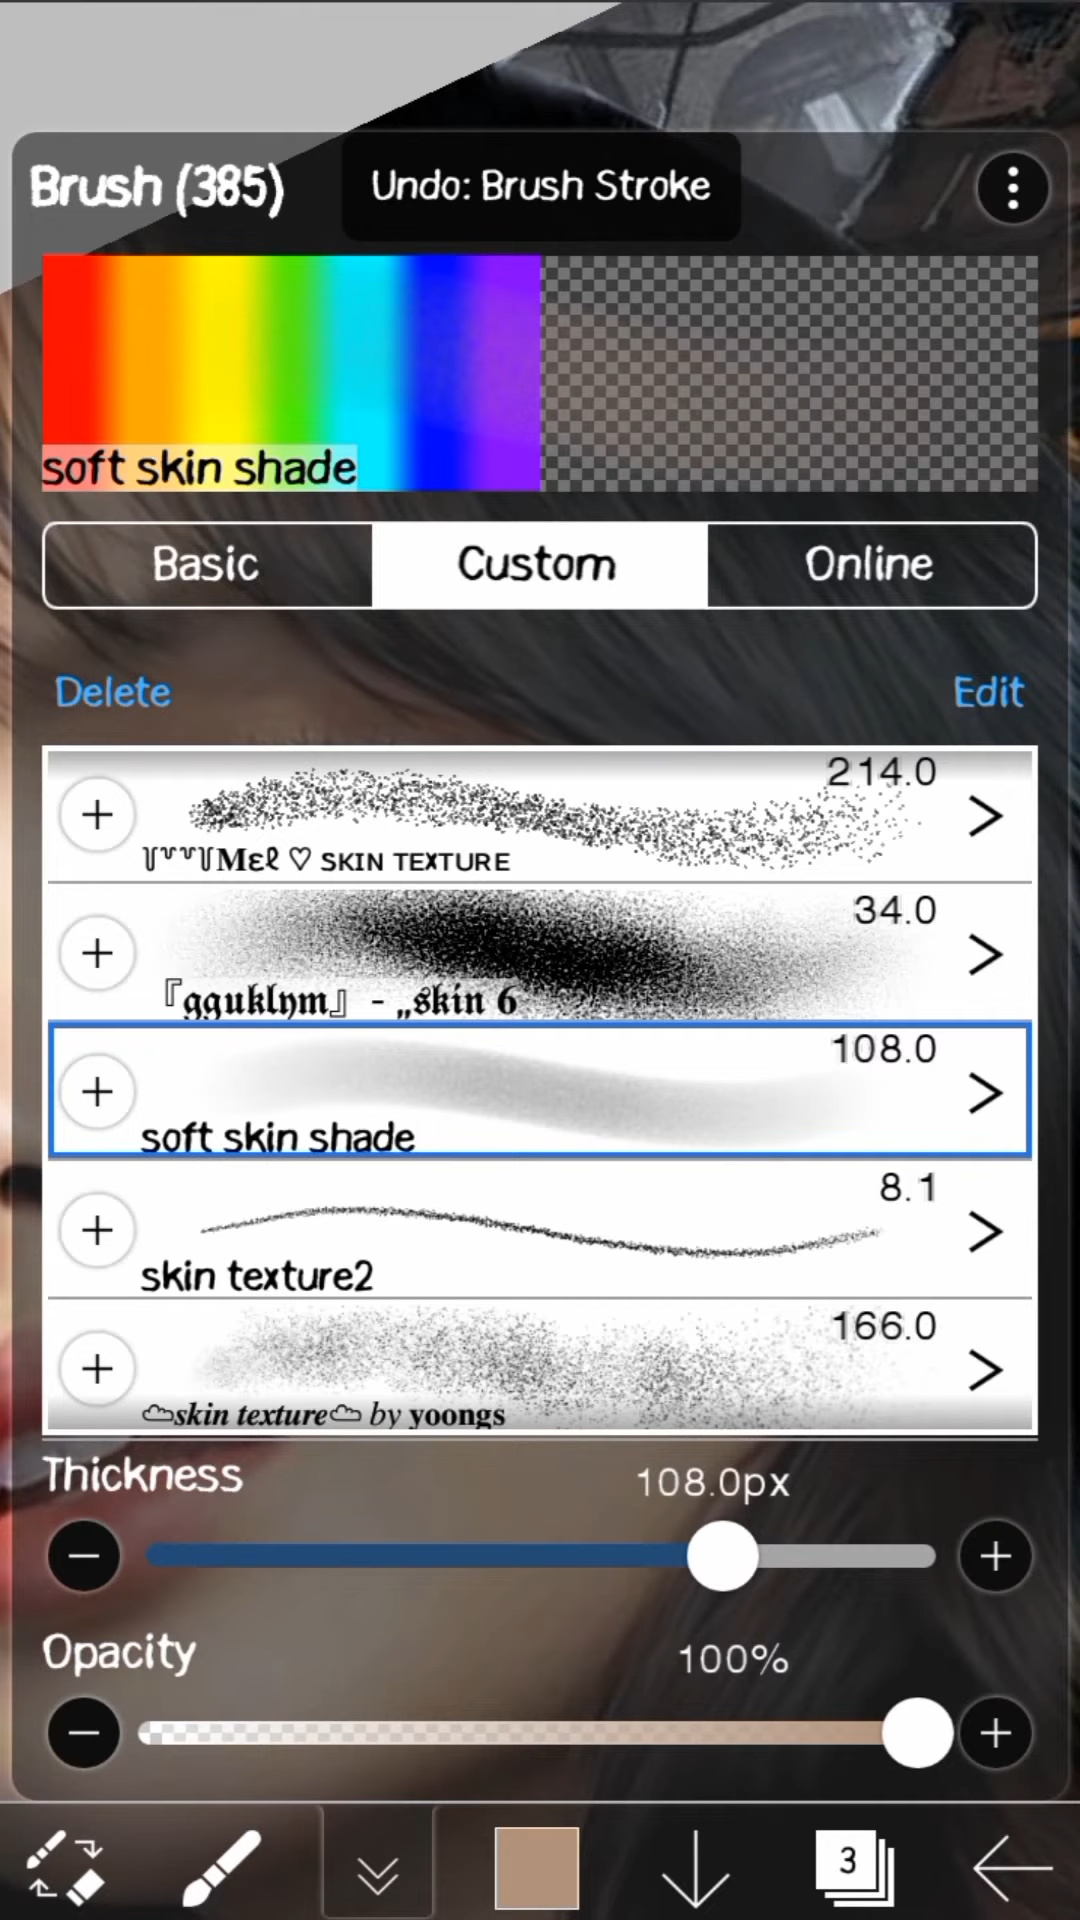 Brush (385)
Undo: Brush Stroke
soft skin shade
Basic
Custom
Online
Delete
Edit
214.0
Mεℓ ♡ SKIN TEXTURE
34.0
『gguklym』 - „skin 6
108.0
soft skin shade
8.1
skin texture2
166.0
skin texture by yoongs
Thickness
108.0px
Opacity
100%
3